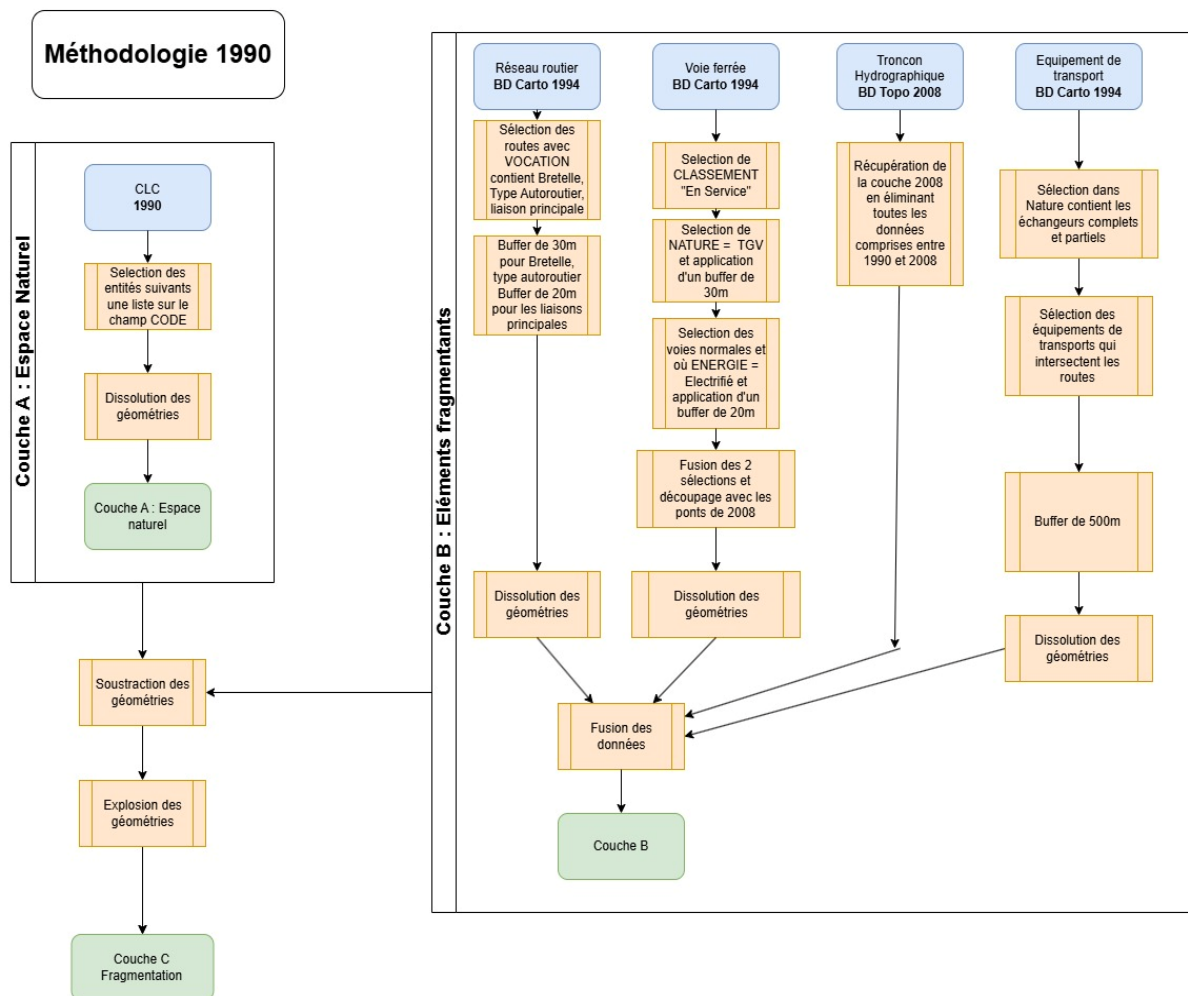 Méthodologie 1990
Couche A : Espace Naturel
CLC
1990
Selection des
entités suivants
une liste sur le
champ CODE
Dissolution des
géométries
Couche A : Espace
naturel
Soustraction des
géométries
Explosion des
géométries
Couche C
Fragmentation
Couche B : Eléments fragmentants
Réseau routier
BD Carto 1994
Sélection des
routes avec
VOCATION
contient Bretelle,
Type Autoroutier,
liaison principale
Buffer de 30m
pour Bretelle,
type autoroutier
Buffer de 20m
pour les liaisons
principales
Dissolution des
géométries
Voie ferrée
BD Carto 1994
Selection de
CLASSEMENT
"En Service"
Selection de
NATURE = TGV
et application
d'un buffer de
30m
Selection des
voies normales et
où ENERGIE =
Electrifié et
application d'un
buffer de 20m
Fusion des 2
sélections et
découpage avec les
ponts de 2008
Dissolution des
géométries
Troncon
Hydrographique
BD Topo 2008
Récupération de
la couche 2008
en éliminant
toutes les
données
comprises entre
1990 et 2008
Equipement de
transport
BD Carto 1994
Sélection dans
Nature contient les
échangeurs complets
et partiels
Sélection des
équipements de
transports qui
intersectent les
routes
Buffer de 500m
Dissolution des
géométries
Fusion des
données
Couche B